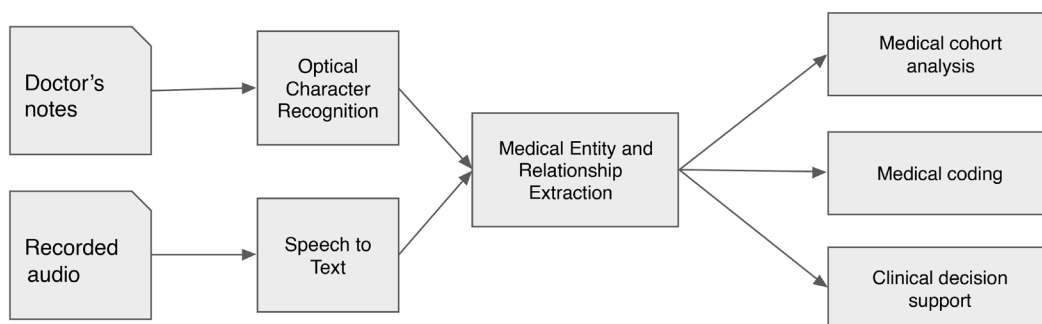 Doctor's
notes
Optical
Character
Recognition
Recorded
audio
Speech to
Text
Medical Entity and
Relationship
Extraction
Medical cohort
analysis
Medical coding
Clinical decision
support